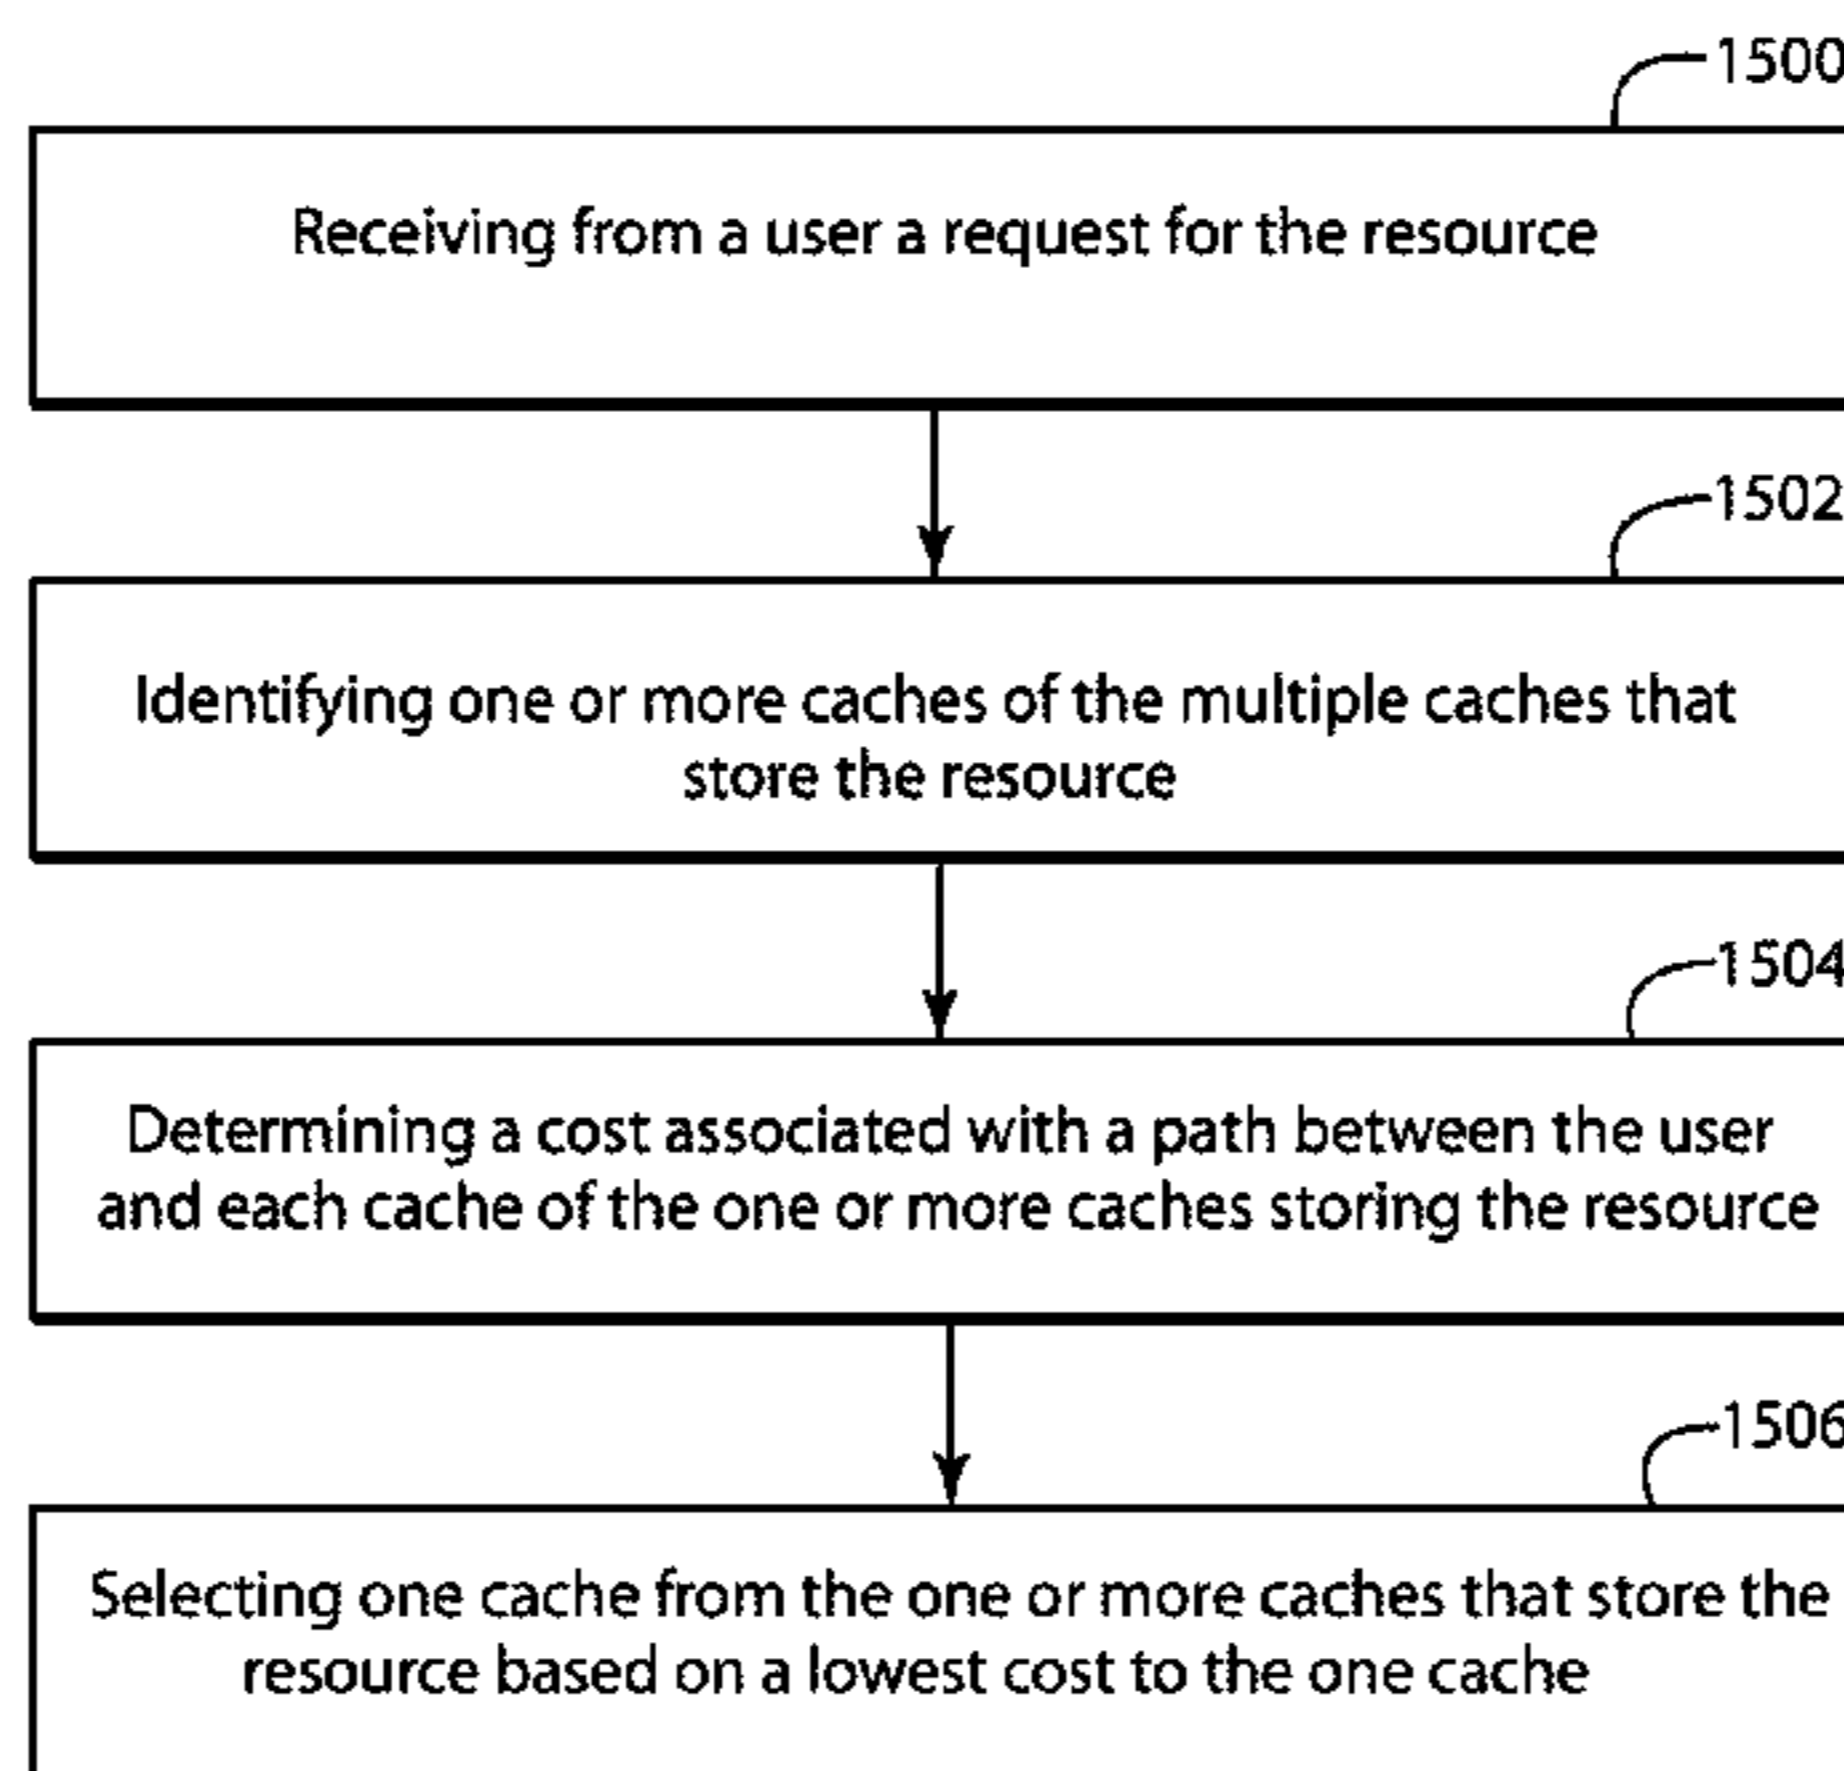 1500
Receiving from a user a request for the resource
1502
Identifying one or more caches of the multiple caches that
store the resource
1504
Determining a cost associated with a path between the user
and each cache of the one or more caches storing the resource
1506
Selecting one cache from the one or more caches that store the
resource based on a lowest cost to the one cache